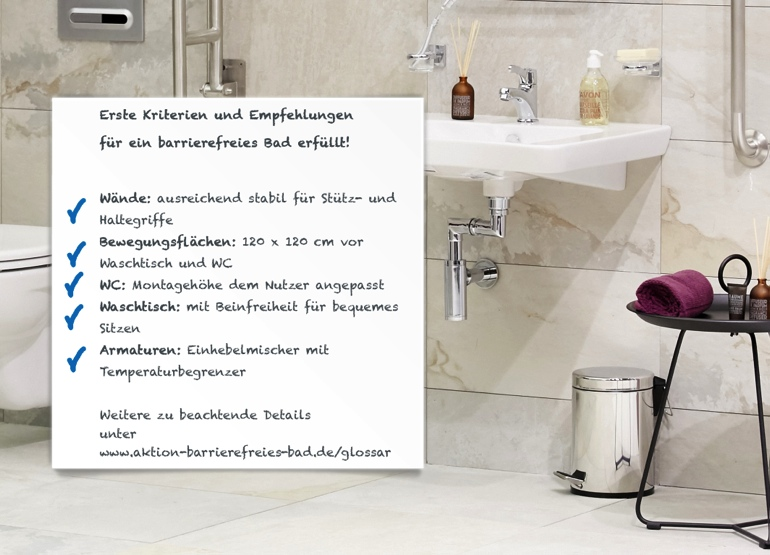 Erste Kriterien und Empfehlungen
für ein barrierefreies Bad erfüllt!
Wände: ausreichend stabil für Stütz- und
Haltegriffe
Bewegungsflächen: 120 x 120 cm vor
Waschtisch und WC
WC: Montagehöhe dem Nutzer angepasst
Waschtisch: mit Beinfreiheit für bequemes
Sitzen
Armaturen: Einhebelmischer mit
Temperaturbegrenzer
Weitere zu beachtende Details
unter
www.aktion-barrierefreies-bad.de/glossar